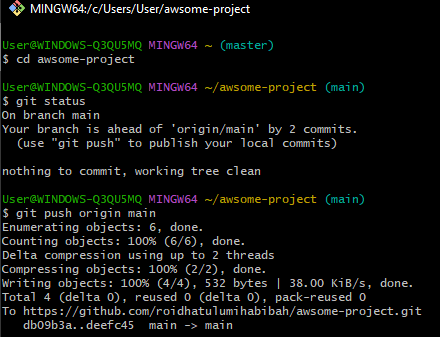 MINGW64:/c/Users/User/awsome-project
User@WINDOWS-Q3QU5MQ MINGW64 ~ (master)
$ cd awsome-project
User@WINDOWS-Q3QU5MQ MINGW64 ~/awsome-project (main)
$ git status
On branch main
Your branch is ahead of 'origin/main' by 2 commits.
  (use "git push" to publish your local commits)
nothing to commit, working tree clean
User@WINDOWS-Q3QU5MQ MINGW64 ~/awsome-project (main)
$ git push origin main
Enumerating objects: 6, done.
Counting objects: 100% (6/6), done.
Delta compression using up to 2 threads
Compressing objects: 100% (2/2), done.
Writing objects: 100% (4/4), 532 bytes | 38.00 KiB/s, done.
Total 4 (delta 0), reused 0 (delta 0), pack-reused 0
To https://github.com/roidhatulumihabibah/awsome-project.git
   db09b3a..deefc45  main -> main